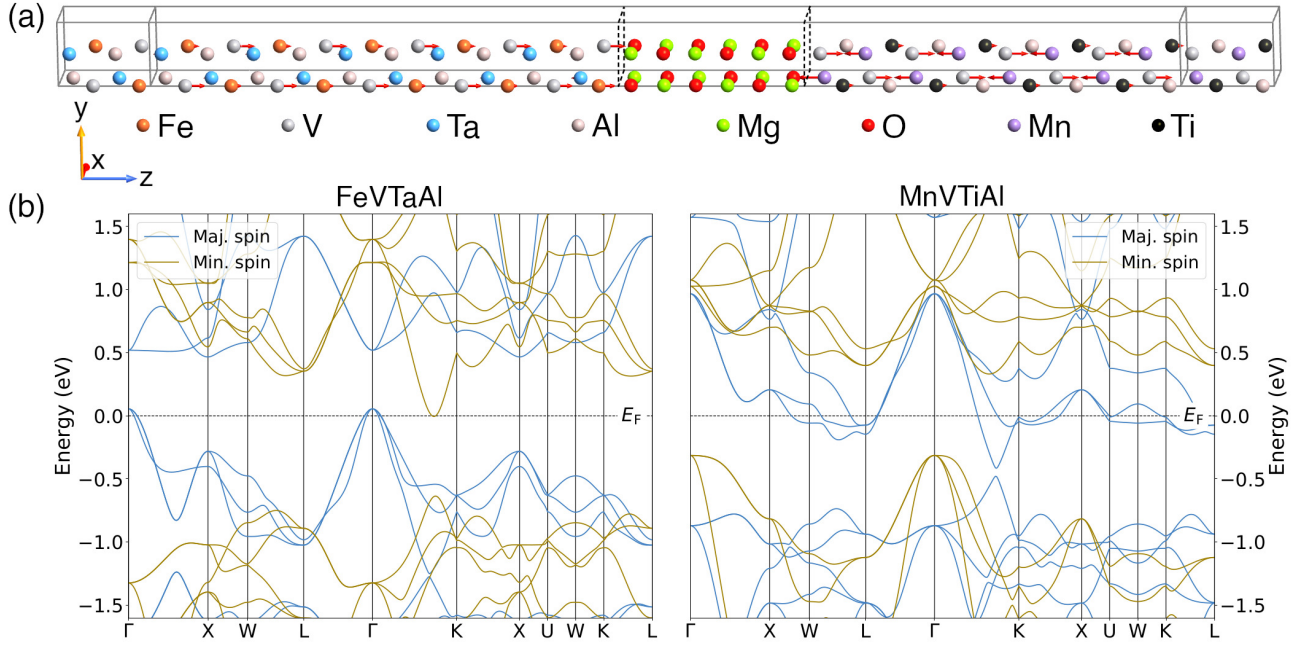 (a)
y
x
z
Fe V Ta Al Mg O Mn Ti
(b)
FeVTaAl
Energy (eV)
1.5
1.0
0.5
0.0
−0.5
−1.0
−1.5
Maj. spin
Min. spin
E_F
Γ X W L Γ K X U W K L
MnVTiAl
Maj. spin
Min. spin
E_F
1.5
1.0
0.5
0.0
−0.5
−1.0
−1.5
Energy (eV)
Γ X W L Γ K X U W K L